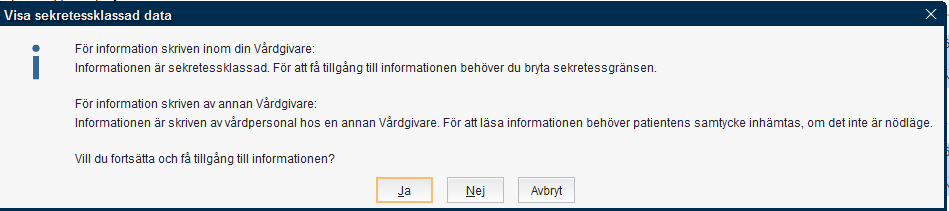 Visa sekretessklassad data
För information skriven inom din Vårdgivare:
Informationen är sekretessklassad. För att få tillgång till informationen behöver du bryta sekretessgränsen.
För information skriven av annan Vårdgivare:
Informationen är skriven av vårdpersonal hos en annan Vårdgivare. För att läsa informationen behöver patientens samtycke inhämtas, om det inte är nödläge.
Vill du fortsätta och få tillgång till informationen?
Ja Nej Avbryt